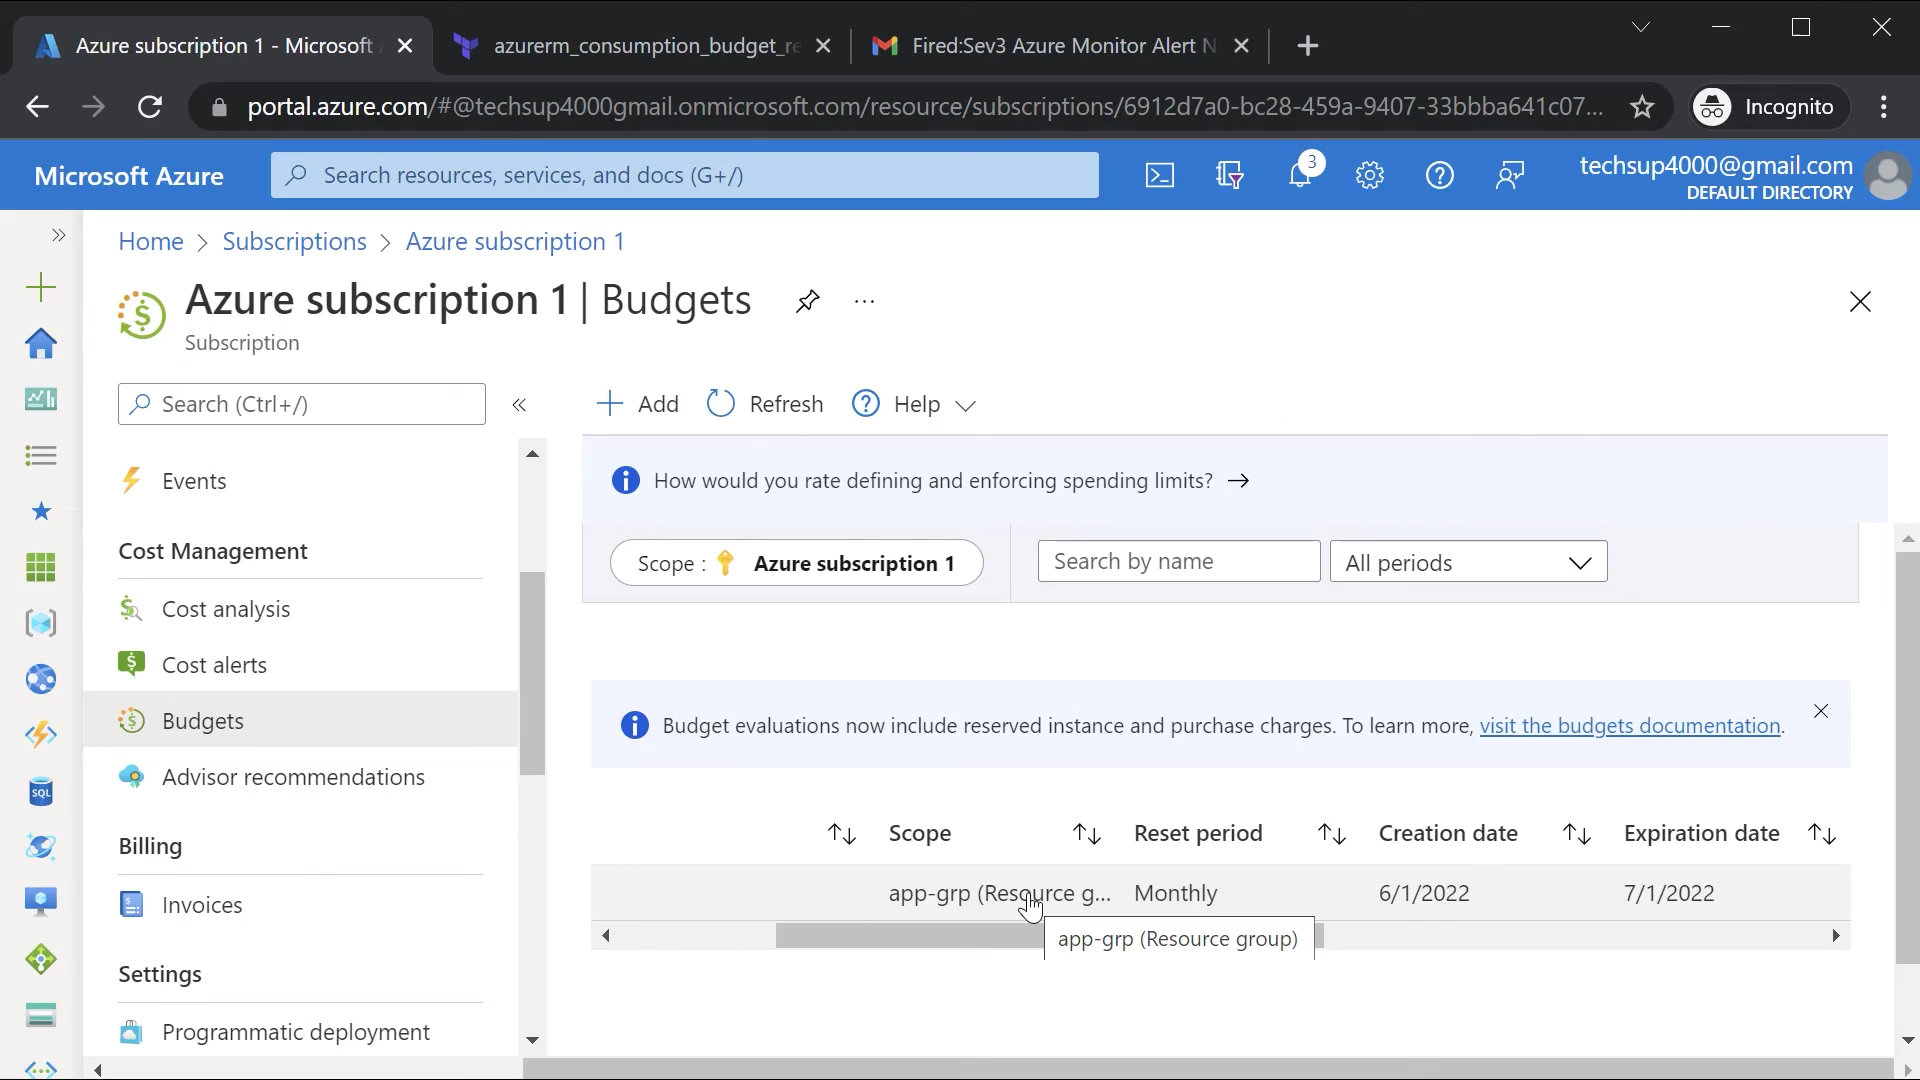 Azure subscription 1 - Microsoft
azurerm_consumption_budget_re
Fired:Sev3 Azure Monitor Alert N
portal.azure.com/#@techsup4000gmail.onmicrosoft.com/resource/subscriptions/6912d7a0-bc28-459a-9407-33bbba641c07...
Incognito
Microsoft Azure
Search resources, services, and docs (G+/)
3
techsup4000@gmail.com
DEFAULT DIRECTORY
Home > Subscriptions > Azure subscription 1
Azure subscription 1 | Budgets
...
Subscription
Search (Ctrl+/)
Add
Refresh
Help
Events
Cost Management
Cost analysis
Cost alerts
Budgets
Advisor recommendations
Billing
Invoices
Settings
Programmatic deployment
How would you rate defining and enforcing spending limits? →
Scope : Azure subscription 1
Search by name
All periods
Budget evaluations now include reserved instance and purchase charges. To learn more, visit the budgets documentation.
Scope
Reset period
Creation date
Expiration date
app-grp (Resource g...
Monthly
6/1/2022
7/1/2022
app-grp (Resource group)
SQL